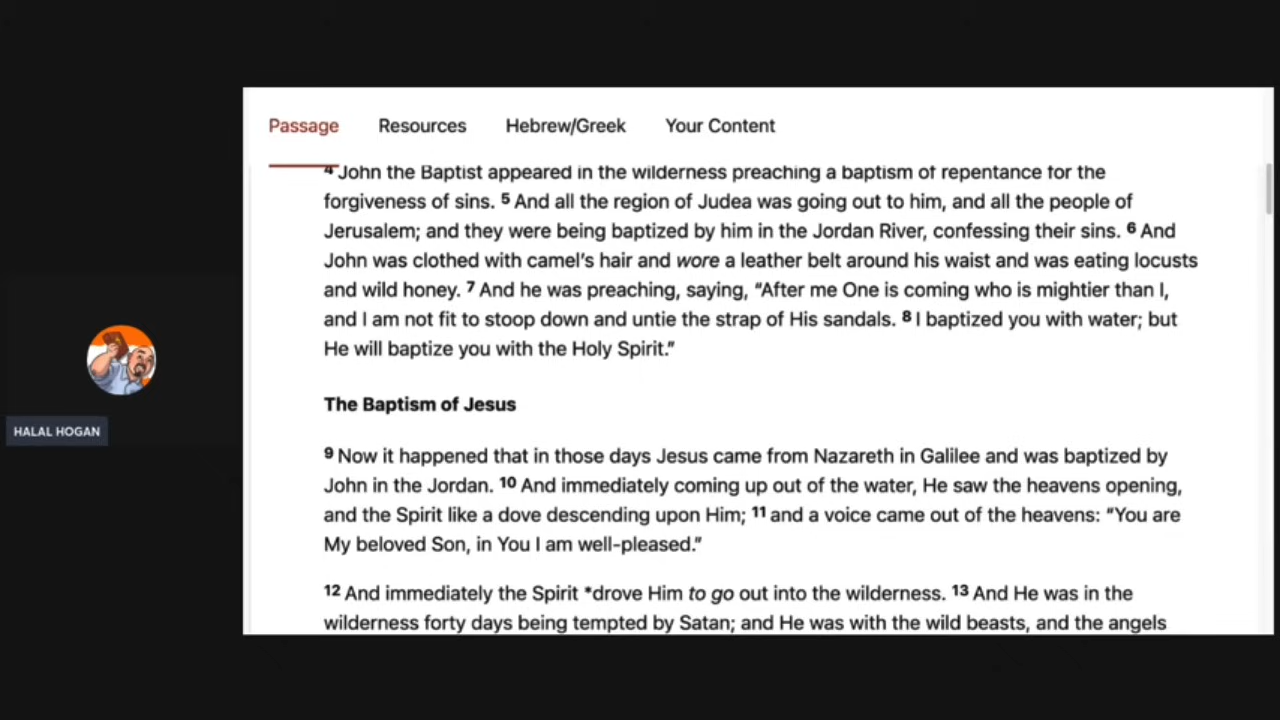 Passage
Resources
Hebrew/Greek
Your Content
4 John the Baptist appeared in the wilderness preaching a baptism of repentance for the
forgiveness of sins. 5 And all the region of Judea was going out to him, and all the people of
Jerusalem; and they were being baptized by him in the Jordan River, confessing their sins. 6 And
John was clothed with camel’s hair and wore a leather belt around his waist and was eating locusts
and wild honey. 7 And he was preaching, saying, “After me One is coming who is mightier than I,
and I am not fit to stoop down and untie the strap of His sandals. 8 I baptized you with water; but
He will baptize you with the Holy Spirit.”
The Baptism of Jesus
9 Now it happened that in those days Jesus came from Nazareth in Galilee and was baptized by
John in the Jordan. 10 And immediately coming up out of the water, He saw the heavens opening,
and the Spirit like a dove descending upon Him; 11 and a voice came out of the heavens: “You are
My beloved Son, in You I am well-pleased.”
12 And immediately the Spirit *drove Him to go out into the wilderness. 13 And He was in the
wilderness forty days being tempted by Satan; and He was with the wild beasts, and the angels
HALAL HOGAN